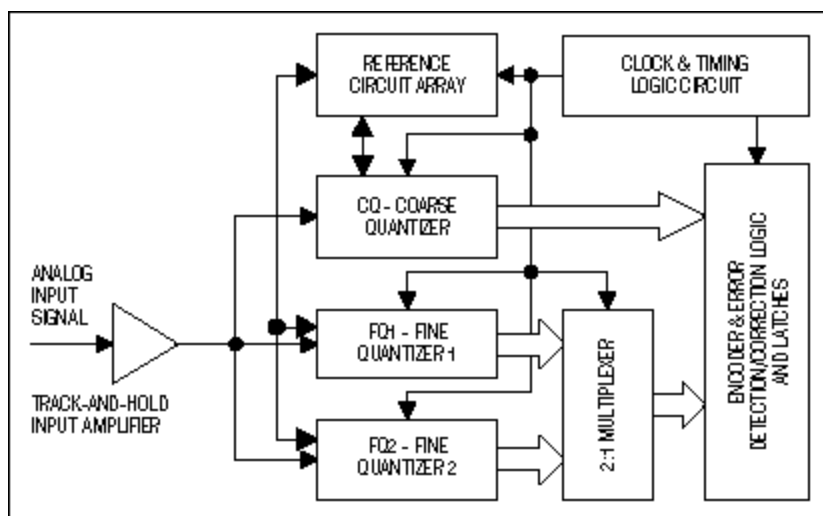 REFERENCE
CIRCUIT ARRAY
CLOCK & TIMING
LOGIC CIRCUIT
CQ - COARSE
QUANTIZER
ANALOG
INPUT
SIGNAL
TRACK-AND-HOLD
INPUT AMPLIFIER
FQ1 - FINE
QUANTIZER 1
FQ2 - FINE
QUANTIZER 2
2:1 MULTIPLEXER
ENCODER & ERROR
DETECTION/CORRECTION LOGIC
AND LATCHES